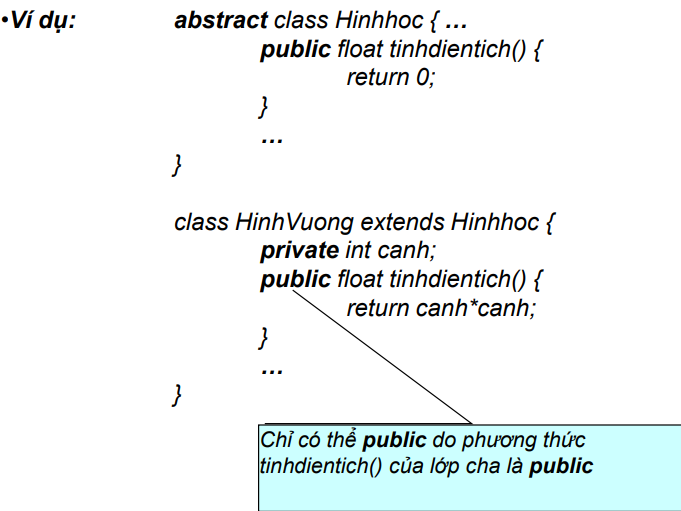 •Ví dụ: abstract class Hinhhoc { …
public float tinhdientich() {
return 0;
}
…
}
class HinhVuong extends Hinhhoc {
private int canh;
public float tinhdientich() {
return canh*canh;
}
…
}
Chỉ có thể public do phương thức
tinhdientich() của lớp cha là public